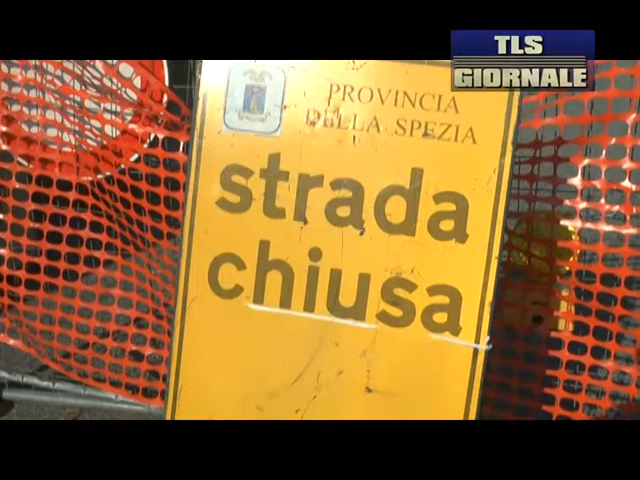 TLS
GIORNALE
PROVINCIA
DELLA SPEZIA
strada
chiusa